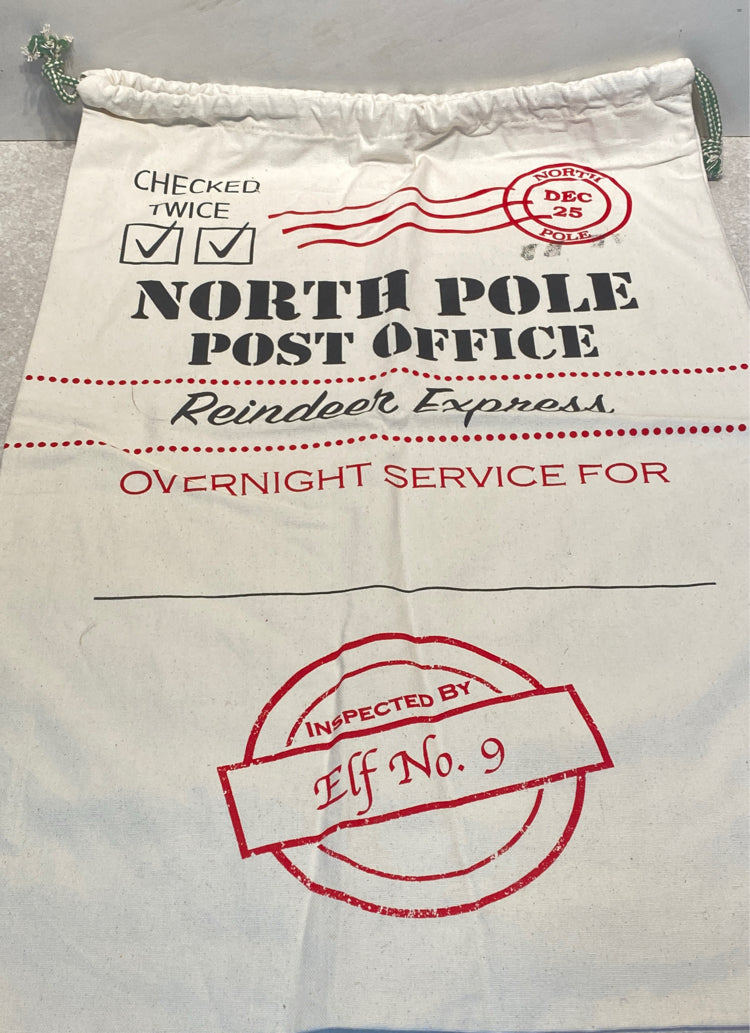 CHECKED
TWICE
NORTH
DEC
25
POLE
NORTH POLE
POST OFFICE
Reindeer Express
OVERNIGHT SERVICE FOR
INSPECTED BY
Elf No. 9